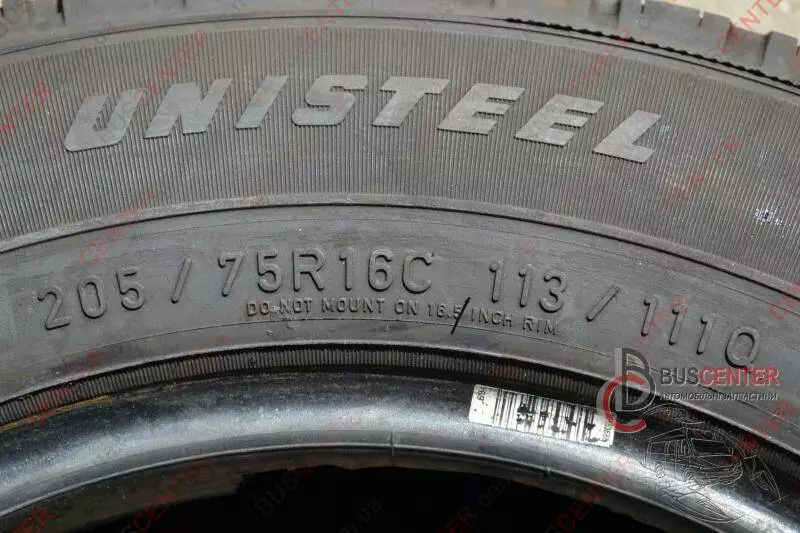 UNISTEEL
205 / 75R16C 113 / 111Q
DO NOT MOUNT ON 16.5 INCH RIM
BUSCENTER
АВТОМОБІЛЬНІ ЗАПЧАСТИНИ